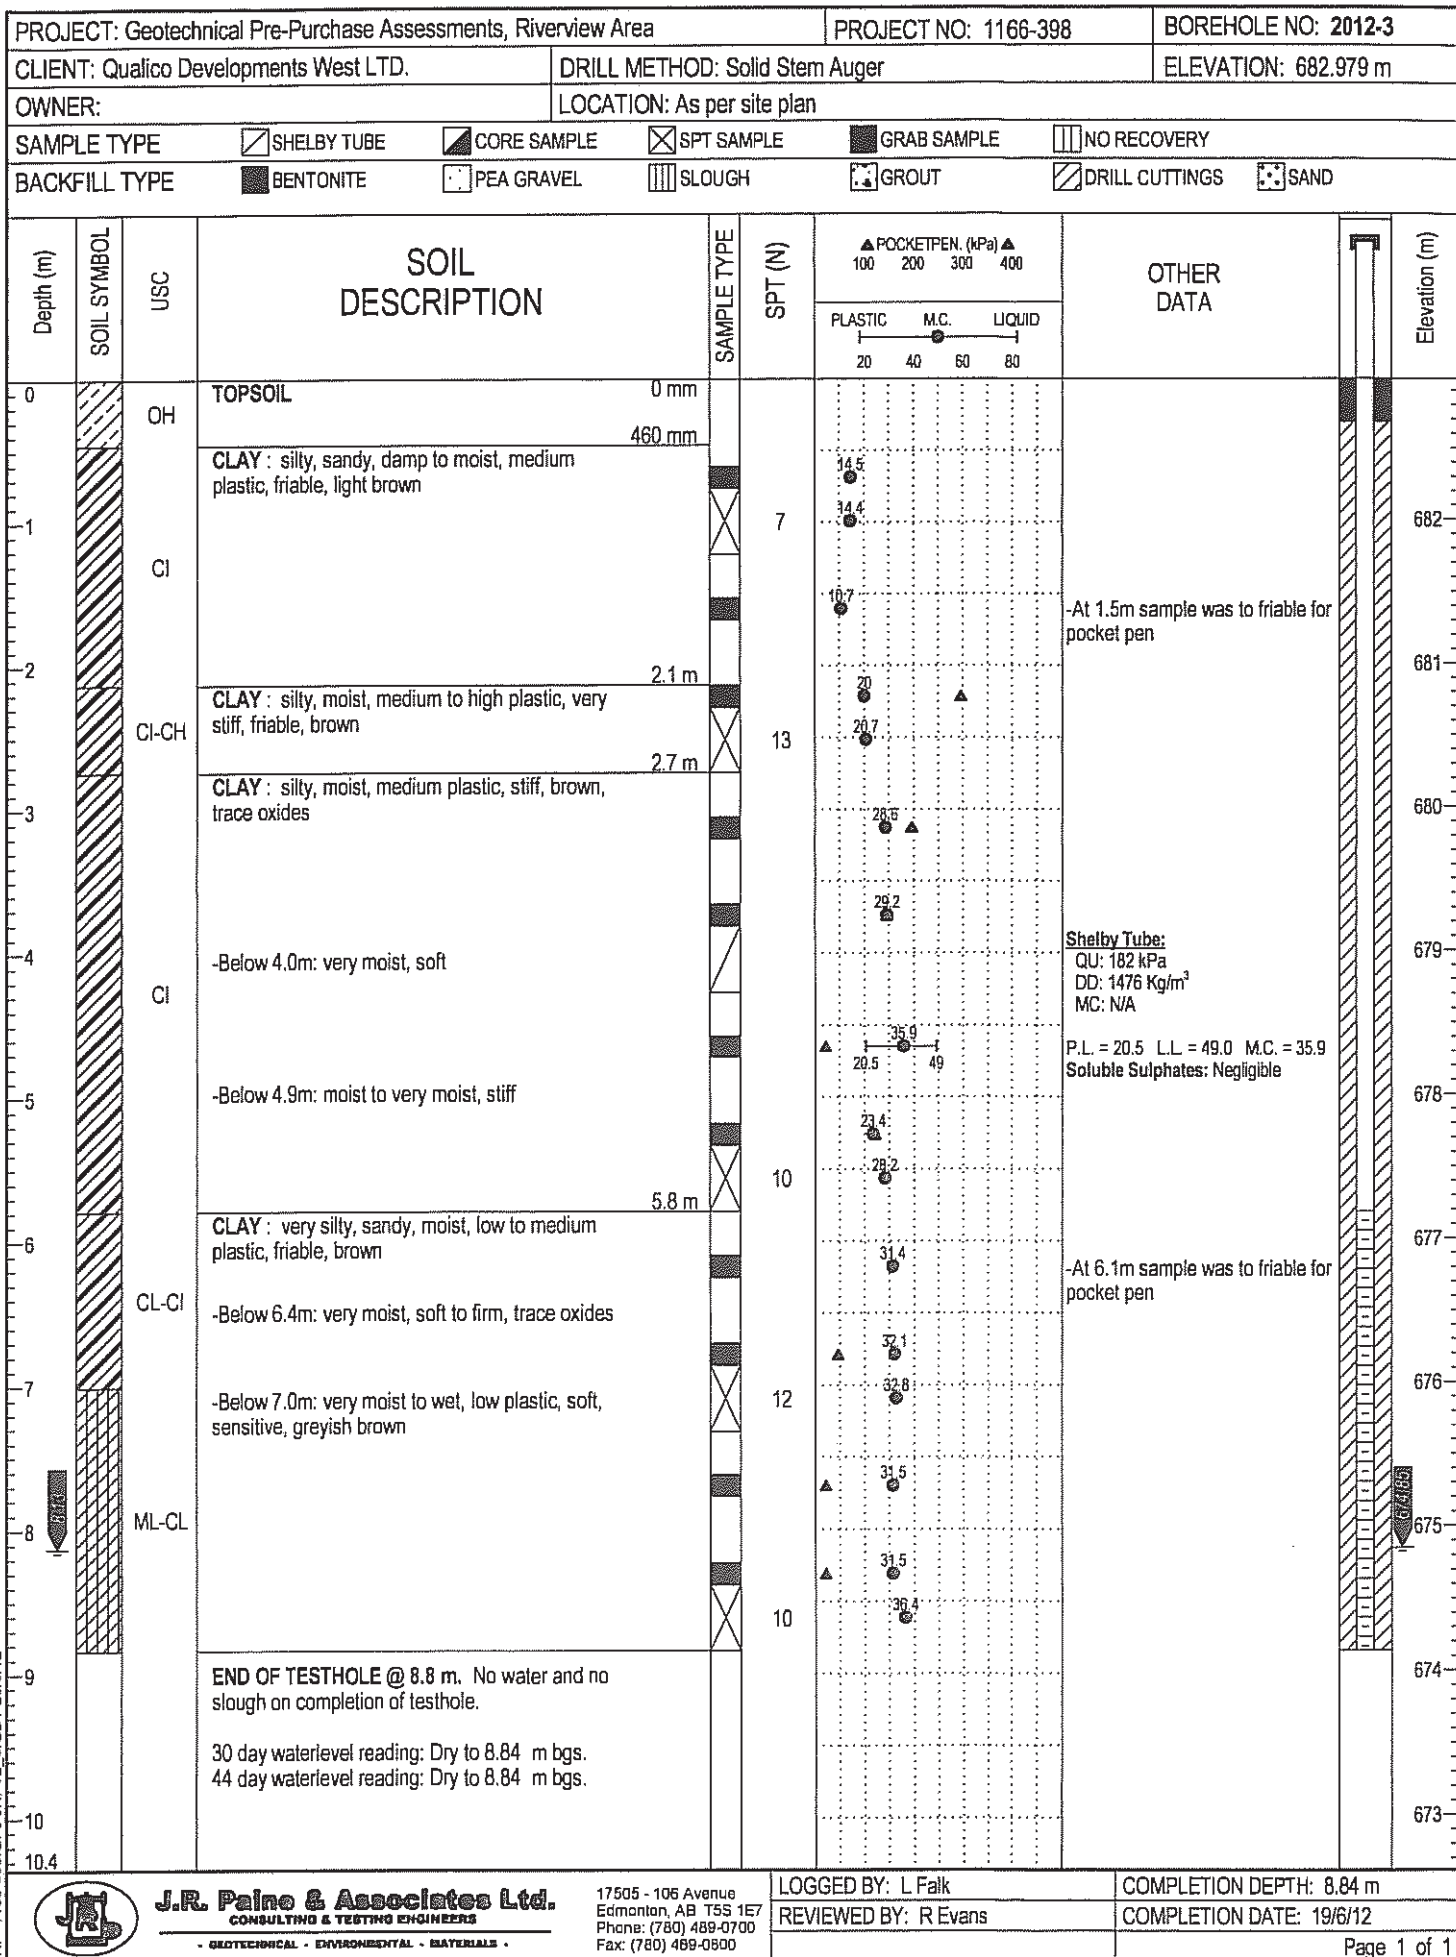 PROJECT: Geotechnical Pre-Purchase Assessments, Riverview Area
PROJECT NO: 1166-398
BOREHOLE NO: 2012-3
CLIENT: Qualico Developments West LTD.
DRILL METHOD: Solid Stem Auger
ELEVATION: 682.979 m
OWNER:
LOCATION: As per site plan
SAMPLE TYPE
SHELBY TUBE
CORE SAMPLE
SPT SAMPLE
GRAB SAMPLE
NO RECOVERY
BACKFILL TYPE
BENTONITE
PEA GRAVEL
SLOUGH
GROUT
DRILL CUTTINGS
SAND
Depth (m)
SOIL SYMBOL
USC
SOIL
DESCRIPTION
SAMPLE TYPE
SPT (N)
POCKETPEN. (kPa)
100 200 300 400
PLASTIC M.C. LIQUID
20 40 60 80
OTHER
DATA
Elevation (m)
0
OH
TOPSOIL
0 mm
460 mm
CLAY : silty, sandy, damp to moist, medium
plastic, friable, light brown
14.5
1
14.4
7
682
CI
10.7
-At 1.5m sample was to friable for
pocket pen
2
2.1 m
681
CLAY : silty, moist, medium to high plastic, very
stiff, friable, brown
20
CI-CH
20.7
13
2.7 m
CLAY : silty, moist, medium plastic, stiff, brown,
trace oxides
3
28.6
680
29.2
4
-Below 4.0m: very moist, soft
679
CI
Shelby Tube:
QU: 182 kPa
DD: 1476 Kg/m³
MC: N/A
35.9
20.5 49
P.L. = 20.5 L.L. = 49.0 M.C. = 35.9
Soluble Sulphates: Negligible
5
-Below 4.9m: moist to very moist, stiff
678
23.4
28.2
10
5.8 m
CLAY : very silty, sandy, moist, low to medium
plastic, friable, brown
6
677
31.4
-At 6.1m sample was to friable for
pocket pen
CL-CI
-Below 6.4m: very moist, soft to firm, trace oxides
32.1
7
32.8
12
676
-Below 7.0m: very moist to wet, low plastic, soft,
sensitive, greyish brown
31.5
8
ML-CL
675
31.5
36.4
10
9
674
END OF TESTHOLE @ 8.8 m. No water and no
slough on completion of testhole.
30 day waterlevel reading: Dry to 8.84 m bgs.
44 day waterlevel reading: Dry to 8.84 m bgs.
10
673
10.4
J.R. Paine & Associates Ltd.
CONSULTING & TESTING ENGINEERS
- GEOTECHNICAL - ENVIRONMENTAL - MATERIALS -
17505 - 106 Avenue
Edmonton, AB T5S 1E7
Phone: (780) 489-0700
Fax: (780) 489-0800
LOGGED BY: L Falk
REVIEWED BY: R Evans
COMPLETION DEPTH: 8.84 m
COMPLETION DATE: 19/6/12
Page 1 of 1